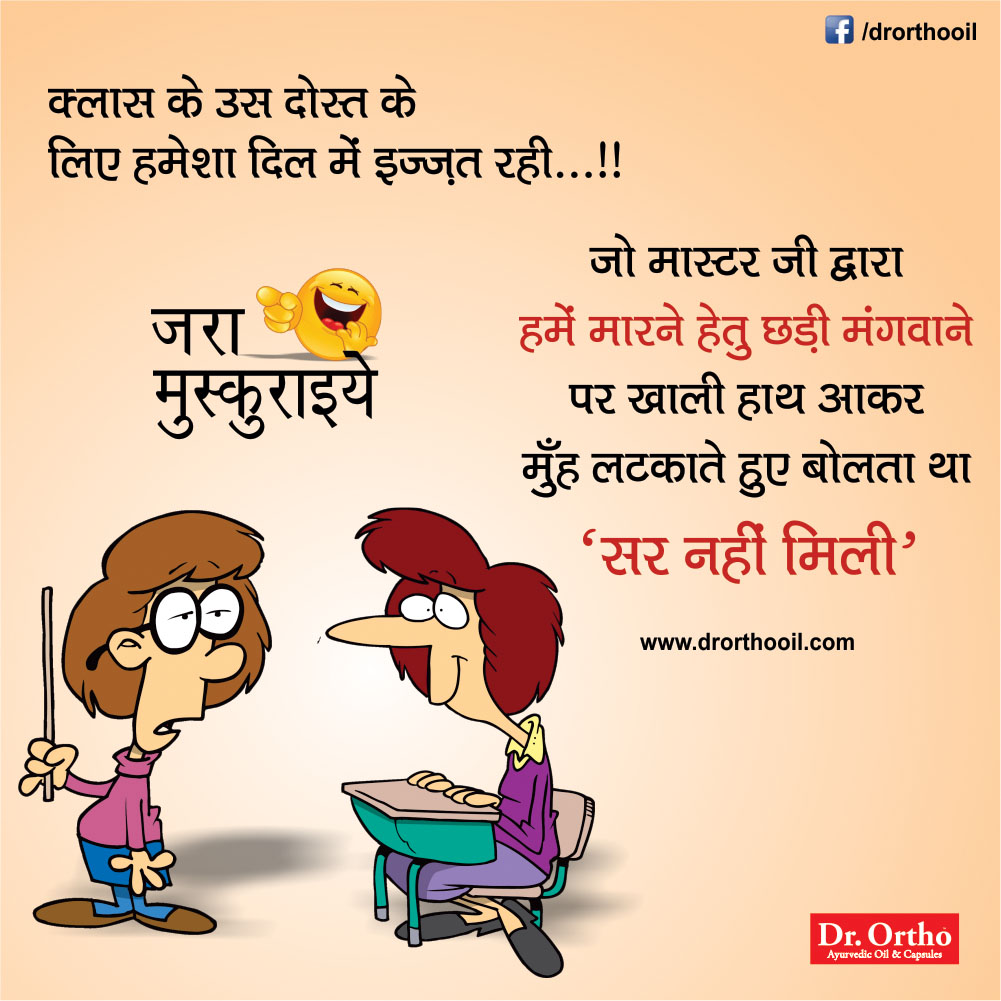 /drorthooil
क्लास के उस दोस्त के
लिए हमेशा दिल में इज्ज़त रही...!!
जरा
मुस्कुराइये
जो मास्टर जी द्वारा
हमें मारने हेतु छड़ी मंगवाने
पर खाली हाथ आकर
मुँह लटकाते हुए बोलता था
‘सर नहीं मिली’
www.drorthooil.com
Dr. Ortho
Ayurvedic Oil & Capsules